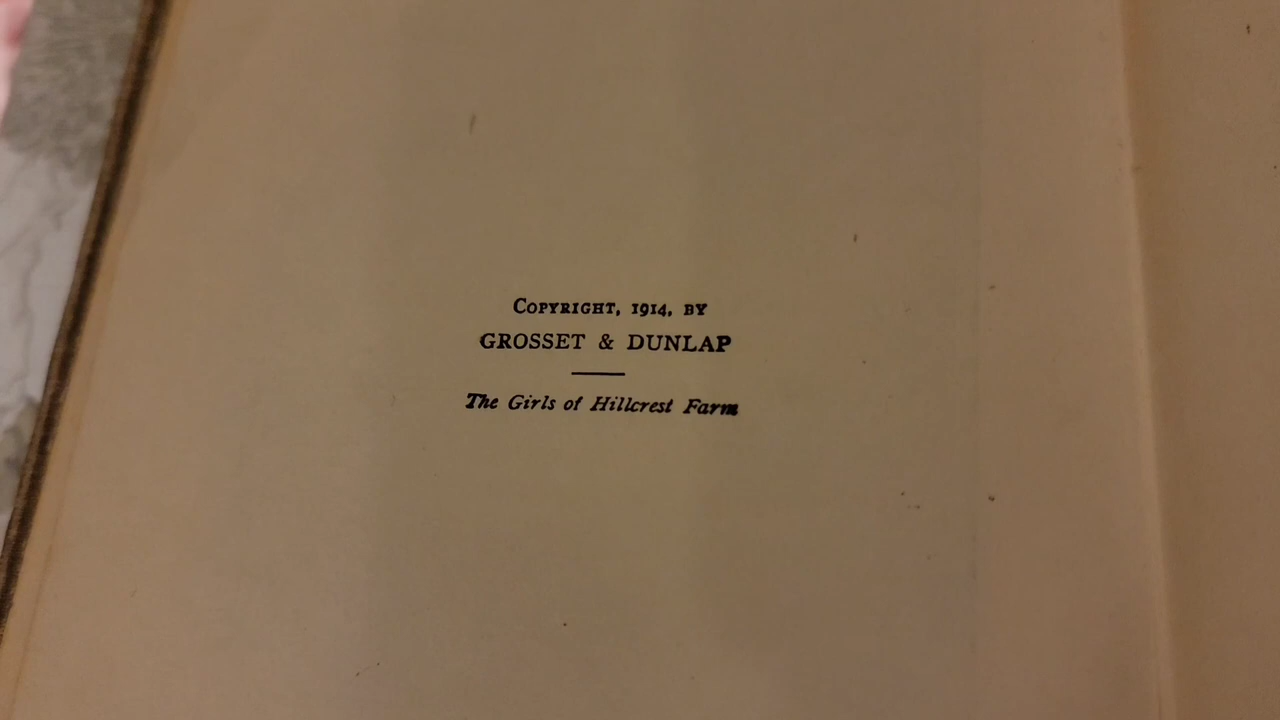 COPYRIGHT, 1914, BY
GROSSET & DUNLAP
The Girls of Hillcrest Farm